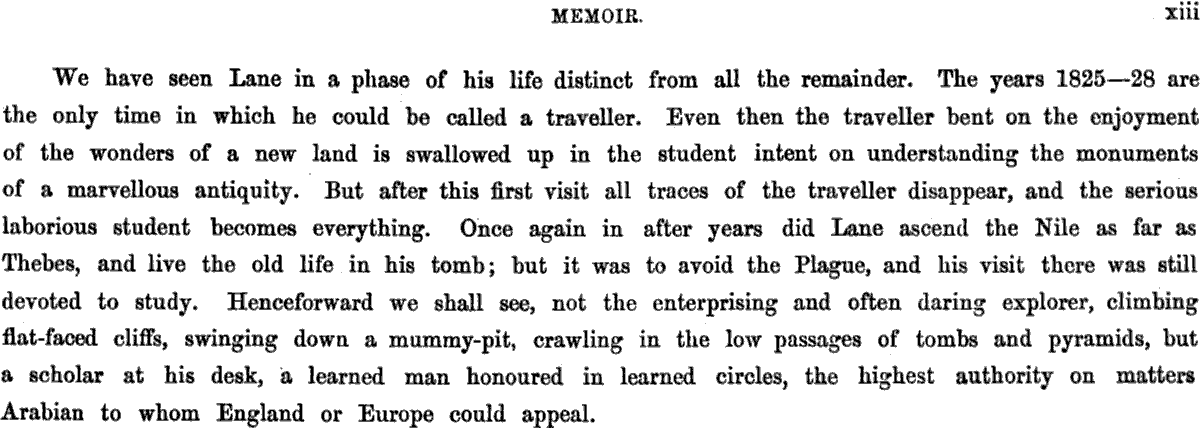 MEMOIR. xiii
We have seen Lane in a phase of his life distinct from all the remainder. The years 1825—28 are
the only time in which he could be called a traveller. Even then the traveller bent on the enjoyment
of the wonders of a new land is swallowed up in the student intent on understanding the monuments
of a marvellous antiquity. But after this first visit all traces of the traveller disappear, and the serious
laborious student becomes everything. Once again in after years did Lane ascend the Nile as far as
Thebes, and live the old life in his tomb; but it was to avoid the Plague, and his visit there was still
devoted to study. Henceforward we shall see, not the enterprising and often daring explorer, climbing
flat-faced cliffs, swinging down a mummy-pit, crawling in the low passages of tombs and pyramids, but
a scholar at his desk, a learned man honoured in learned circles, the highest authority on matters
Arabian to whom England or Europe could appeal.